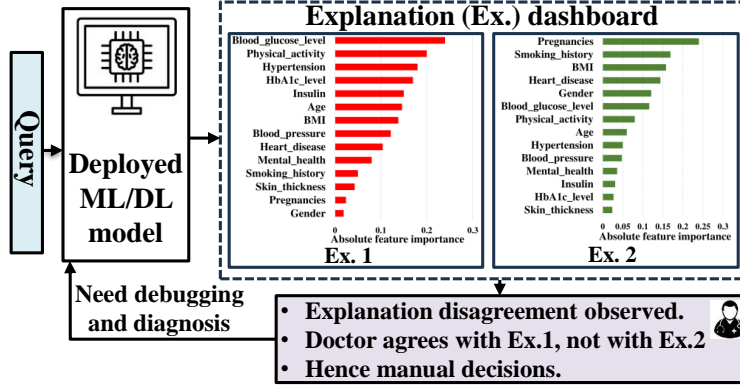 Explanation (Ex.) dashboard
Query
Deployed
ML/DL
model
Blood_glucose_level
Physical_activity
Hypertension
HbA1c_level
Insulin
Age
BMI
Blood_pressure
Heart_disease
Mental_health
Smoking_history
Skin_thickness
Pregnancies
Gender
0 0.1 0.2 0.3
Absolute feature importance
Ex. 1
Pregnancies
Smoking_history
BMI
Heart_disease
Gender
Blood_glucose_level
Physical_activity
Age
Hypertension
Blood_pressure
Mental_health
Insulin
HbA1c_level
Skin_thickness
0 0.05 0.1 0.15 0.2 0.25 0.3
Absolute feature importance
Ex. 2
Need debugging
and diagnosis
• Explanation disagreement observed.
• Doctor agrees with Ex.1, not with Ex.2
• Hence manual decisions.